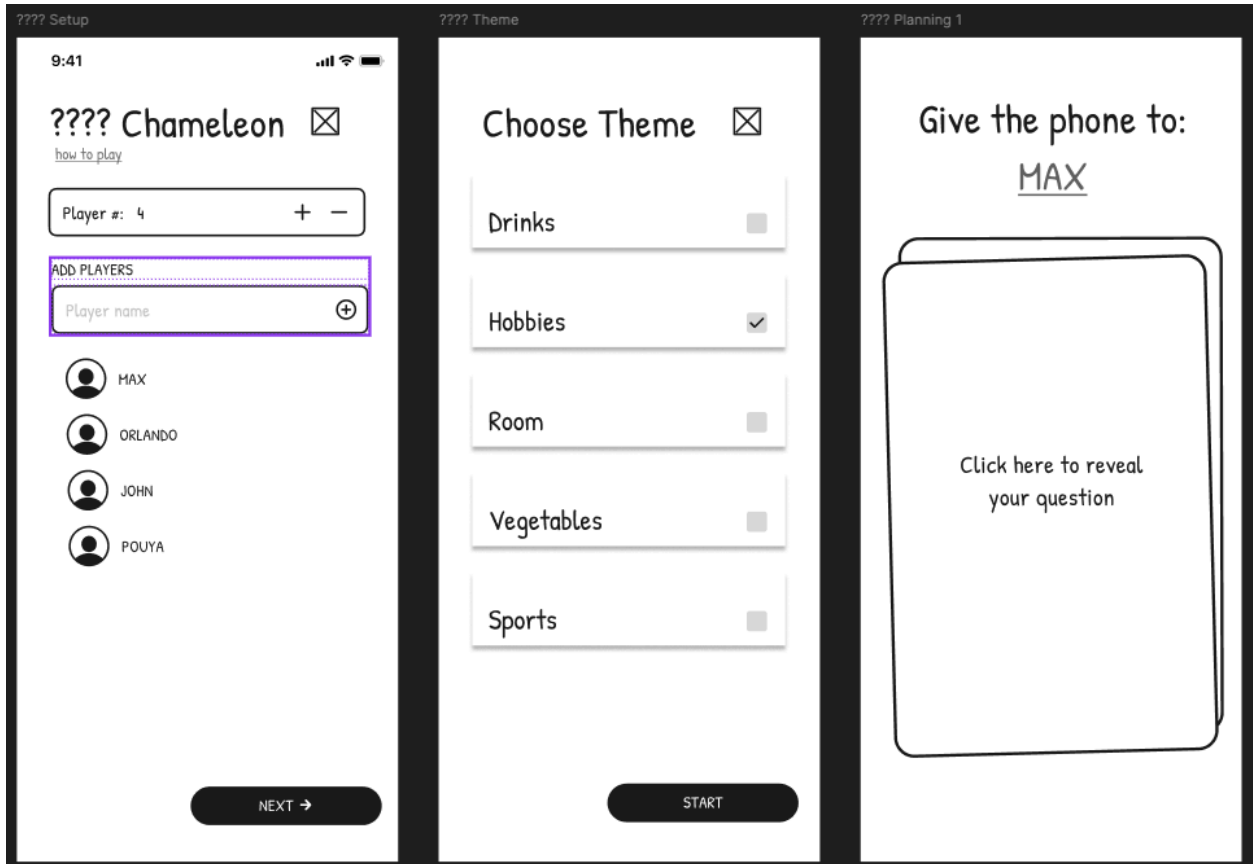 ???? Setup
9:41
???? Chameleon
how to play
Player #: 4
+ −
ADD PLAYERS
Player name
MAX
ORLANDO
JOHN
POUYA
NEXT →
???? Theme
Choose Theme
Drinks
Hobbies
Room
Vegetables
Sports
START
???? Planning 1
Give the phone to:
MAX
Click here to reveal
your question